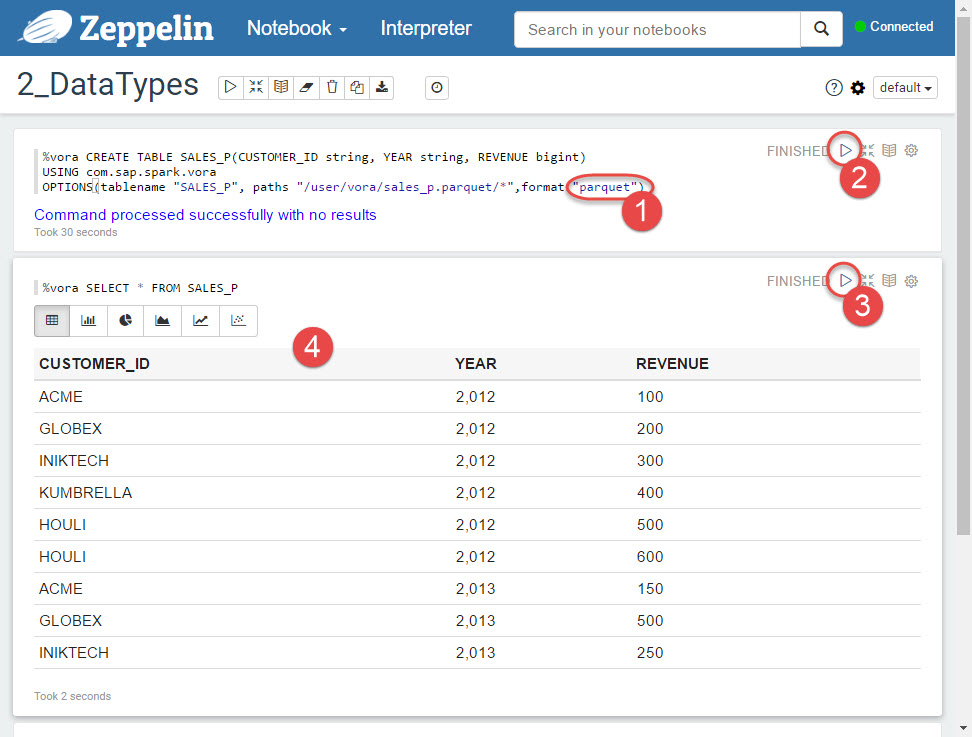 Zeppelin Notebook Interpreter Search in your notebooks Connected
2_DataTypes default
%vora CREATE TABLE SALES_P(CUSTOMER_ID string, YEAR string, REVENUE bigint) FINISHED
USING com.sap.spark.vora
OPTIONS(tablename "SALES_P", paths "/user/vora/sales_p.parquet/*",format "parquet") 2
Command processed successfully with no results 1
Took 30 seconds
%vora SELECT * FROM SALES_P FINISHED
3
4
CUSTOMER_ID YEAR REVENUE
ACME 2,012 100
GLOBEX 2,012 200
INIKTECH 2,012 300
KUMBRELLA 2,012 400
HOULI 2,012 500
HOULI 2,012 600
ACME 2,013 150
GLOBEX 2,013 500
INIKTECH 2,013 250
Took 2 seconds